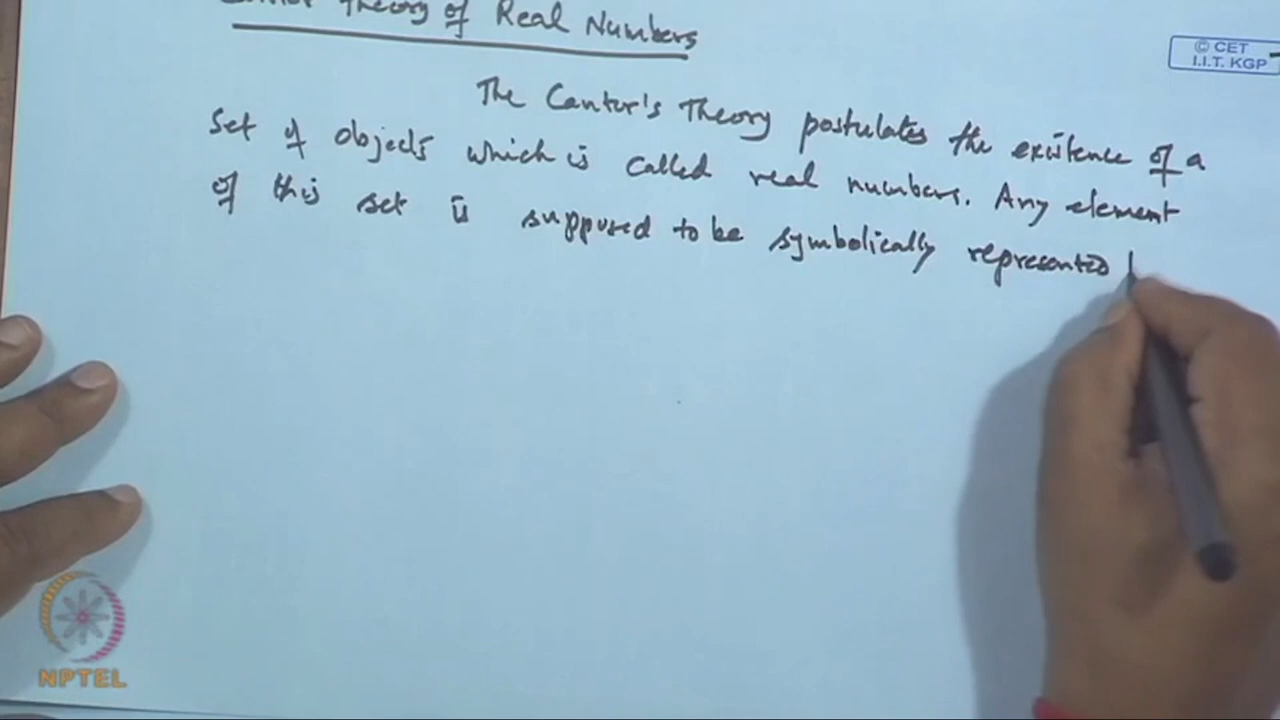 Theory of Real Numbers
© CET
I.I.T. KGP
The Cantor's Theory postulates the existence of a
set of objects which is called real numbers. Any element
of this set is supposed to be symbolically represented
NPTEL